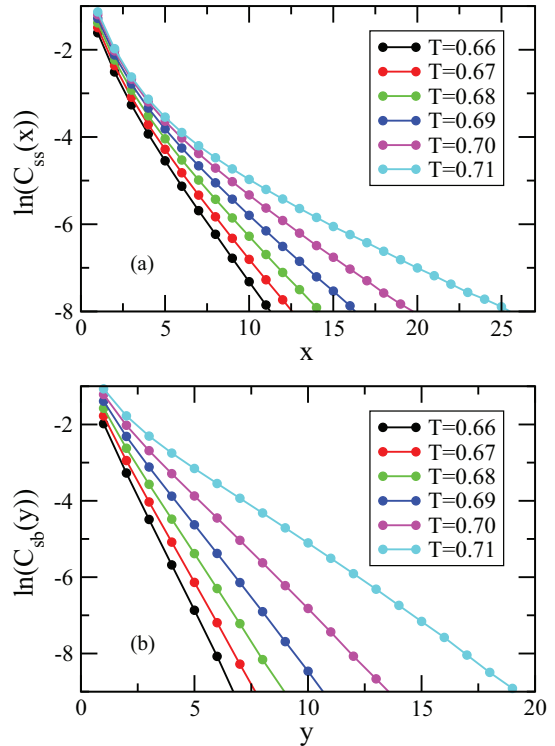 -2
-4
-6
-8
ln(C_ss(x))
T=0.66
T=0.67
T=0.68
T=0.69
T=0.70
T=0.71
(a)
0 5 10 15 20 25
x
-2
-4
-6
-8
ln(C_sb(y))
T=0.66
T=0.67
T=0.68
T=0.69
T=0.70
T=0.71
(b)
0 5 10 15 20
y